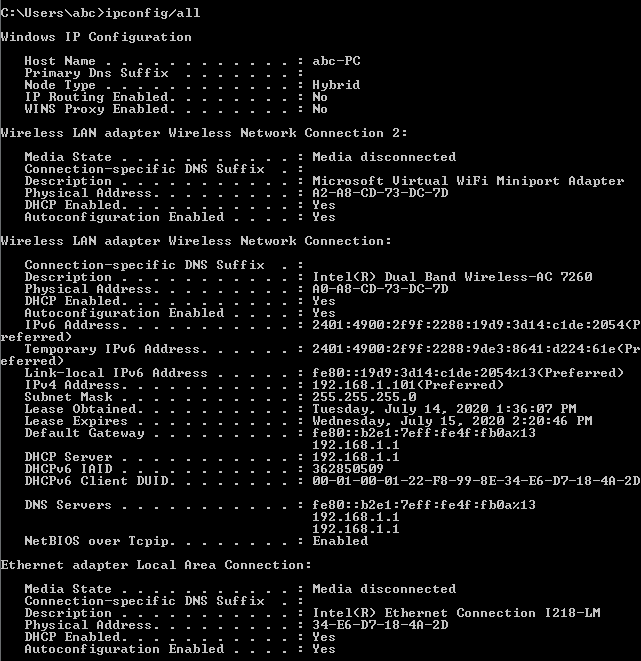 C:\Users\abc>ipconfig/all
Windows IP Configuration
Host Name . . . . . . . . . . . . : abc-PC
Primary Dns Suffix . . . . . . . :
Node Type . . . . . . . . . . . . : Hybrid
IP Routing Enabled. . . . . . . . : No
WINS Proxy Enabled. . . . . . . . : No
Wireless LAN adapter Wireless Network Connection 2:
Media State . . . . . . . . . . . : Media disconnected
Connection-specific DNS Suffix . :
Description . . . . . . . . . . . : Microsoft Virtual WiFi Miniport Adapter
Physical Address. . . . . . . . . : A2-A8-CD-73-DC-7D
DHCP Enabled. . . . . . . . . . . : Yes
Autoconfiguration Enabled . . . . : Yes
Wireless LAN adapter Wireless Network Connection:
Connection-specific DNS Suffix . :
Description . . . . . . . . . . . : Intel(R) Dual Band Wireless-AC 7260
Physical Address. . . . . . . . . : A0-A8-CD-73-DC-7D
DHCP Enabled. . . . . . . . . . . : Yes
Autoconfiguration Enabled . . . . : Yes
IPv6 Address. . . . . . . . . . . : 2401:4900:2f9f:2288:19d9:3d14:c1de:2054(P
referred)
Temporary IPv6 Address. . . . . . : 2401:4900:2f9f:2288:9de3:8641:d224:61e(Pr
eferred)
Link-local IPv6 Address . . . . . : fe80::19d9:3d14:c1de:2054%13(Preferred)
IPv4 Address. . . . . . . . . . . : 192.168.1.101(Preferred)
Subnet Mask . . . . . . . . . . . : 255.255.255.0
Lease Obtained. . . . . . . . . . : Tuesday, July 14, 2020 1:36:07 PM
Lease Expires . . . . . . . . . . : Wednesday, July 15, 2020 2:20:46 PM
Default Gateway . . . . . . . . . : fe80::b2e1:7eff:fe4f:fb0a%13
192.168.1.1
DHCP Server . . . . . . . . . . . : 192.168.1.1
DHCPv6 IAID . . . . . . . . . . . : 362850509
DHCPv6 Client DUID. . . . . . . . : 00-01-00-01-22-F8-99-8E-34-E6-D7-18-4A-2D
DNS Servers . . . . . . . . . . . : fe80::b2e1:7eff:fe4f:fb0a%13
192.168.1.1
192.168.1.1
NetBIOS over Tcpip. . . . . . . . : Enabled
Ethernet adapter Local Area Connection:
Media State . . . . . . . . . . . : Media disconnected
Connection-specific DNS Suffix . :
Description . . . . . . . . . . . : Intel(R) Ethernet Connection I218-LM
Physical Address. . . . . . . . . : 34-E6-D7-18-4A-2D
DHCP Enabled. . . . . . . . . . . : Yes
Autoconfiguration Enabled . . . . : Yes